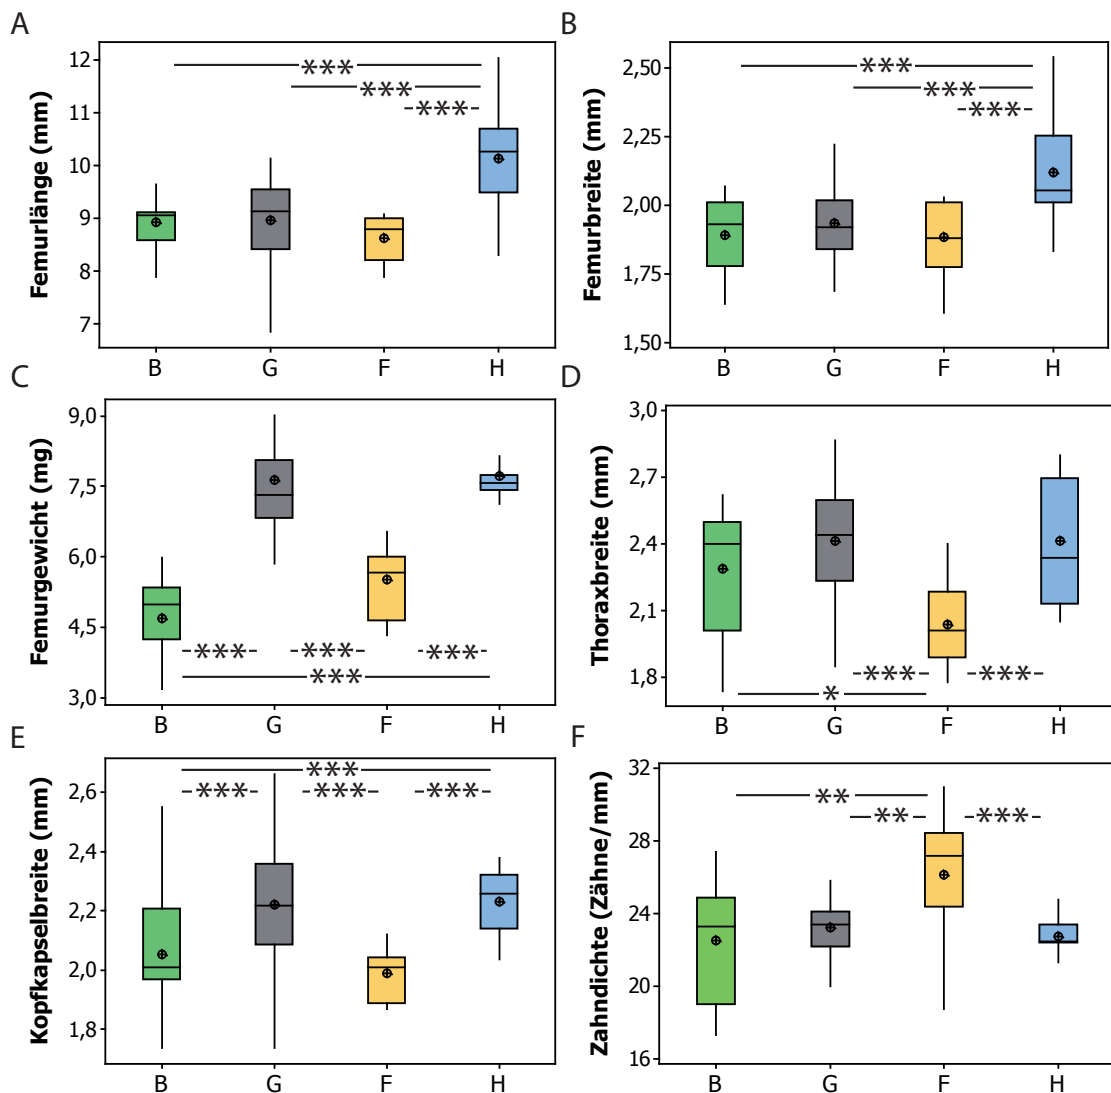 A
Femurlänge (mm)
12
11
10
9
8
7
***
***
***
B G F H
B
Femurbreite (mm)
2,50
2,25
2,00
1,75
1,50
***
***
***
B G F H
C
Femurgewicht (mg)
9,0
7,5
6,0
4,5
3,0
*** *** ***
***
B G F H
D
Thoraxbreite (mm)
3,0
2,7
2,4
2,1
1,8
*** ***
*
B G F H
E
Kopfkapselbreite (mm)
2,6
2,4
2,2
2,0
1,8
***
*** *** ***
B G F H
F
Zahndichte (Zähne/mm)
32
28
24
20
16
**
** ***
B G F H